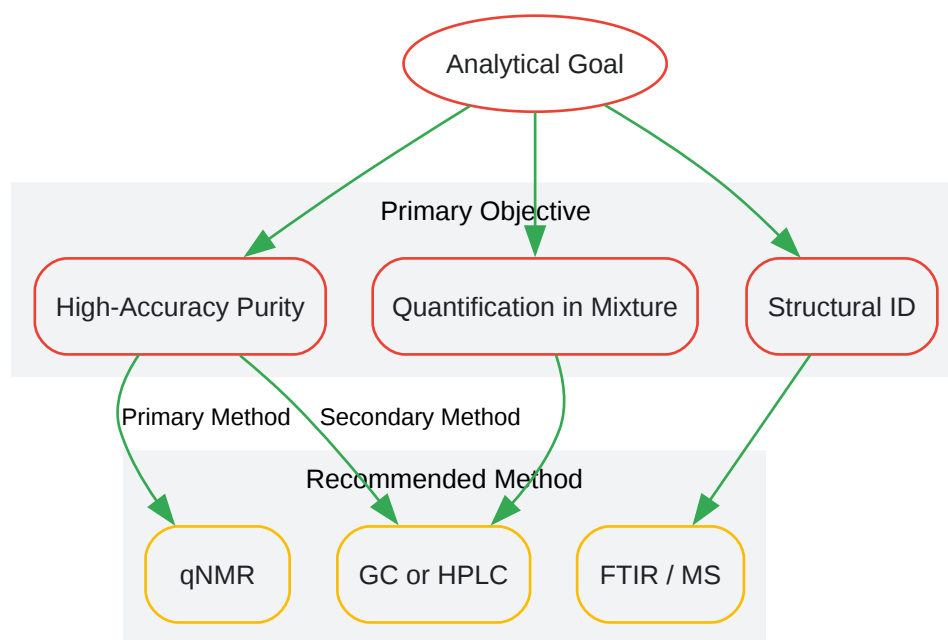 Analytical Goal
Primary Objective
High-Accuracy Purity
Quantification in Mixture
Structural ID
Primary Method
Secondary Method
Recommended Method
qNMR
GC or HPLC
FTIR / MS